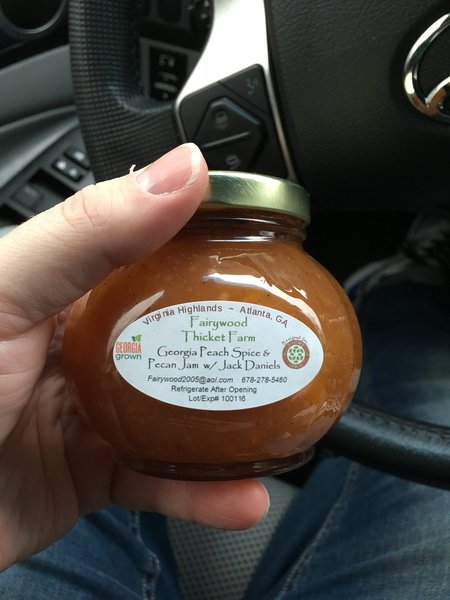 Virginia Highlands ~ Atlanta, GA
Fairywood
Thicket Farm
GEORGIA
grown
Georgia Peach Spice &
Pecan Jam w/ Jack Daniels
Fairywood2005@aol.com 678-278-5460
Refrigerate After Opening
Lot/Exp# 100116